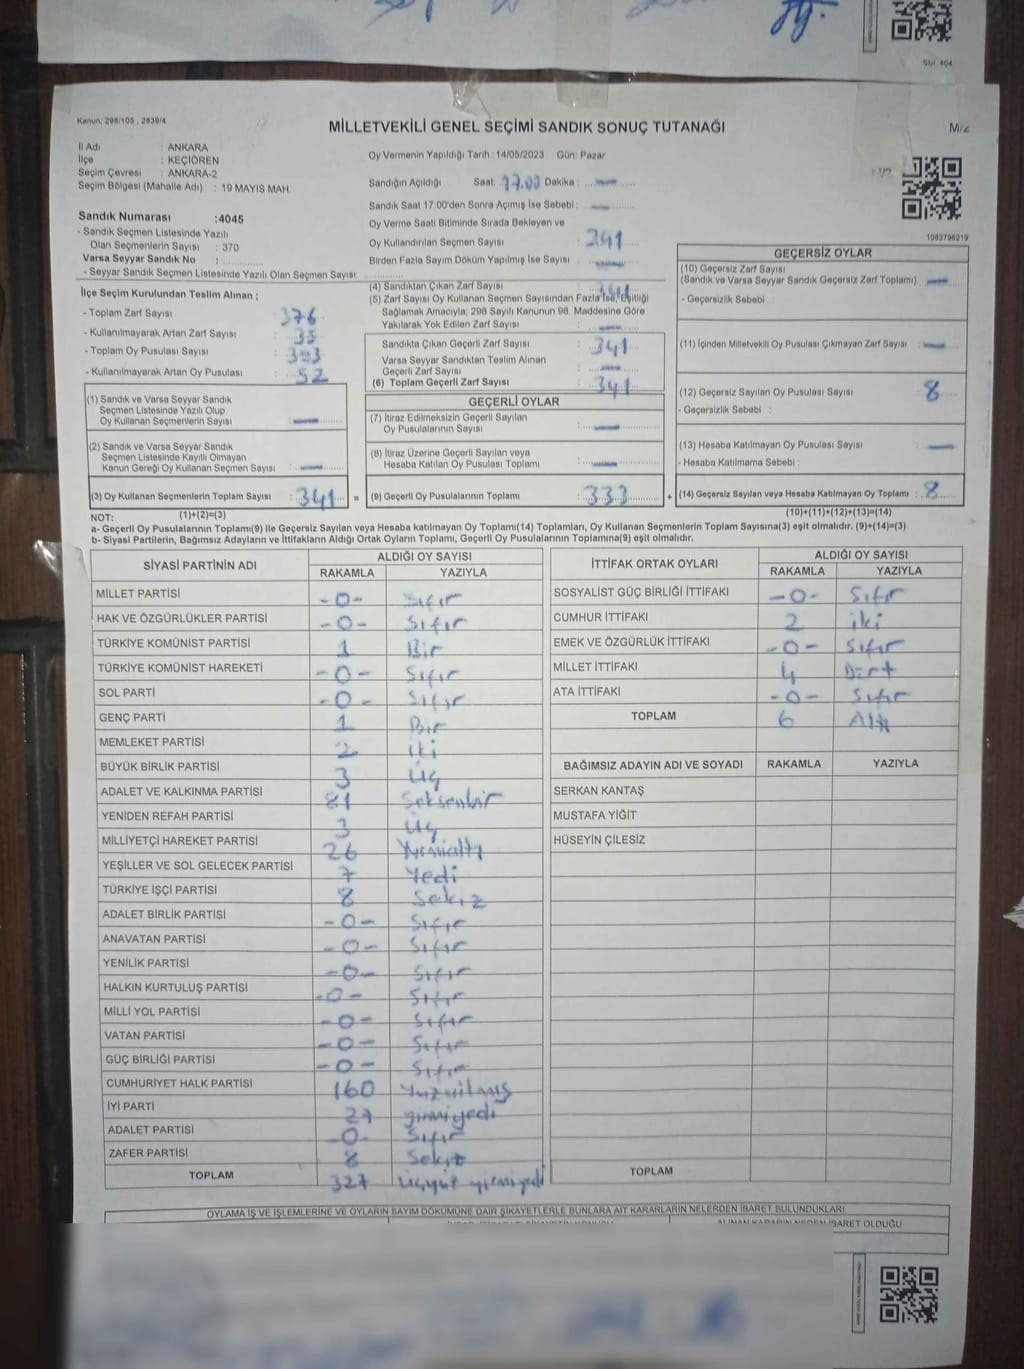 Kanun: 298/105 , 2839/4
MİLLETVEKİLİ GENEL SEÇİMİ SANDIK SONUÇ TUTANAĞI
İl Adı : ANKARA
İlçe : KEÇİÖREN
Seçim Çevresi : ANKARA-2
Seçim Bölgesi (Mahalle Adı) : 19 MAYIS MAH.
Oy Vermenin Yapıldığı Tarih : 14/05/2023 Gün: Pazar
Sandığın Açıldığı Saat: 17.00 Dakika : —
Sandık Saat 17:00'den Sonra Açımış İse Sebebi : —
Sandık Numarası :4045
- Sandık Seçmen Listesinde Yazılı
Olan Seçmenlerin Sayısı : 370
Varsa Seyyar Sandık No :
- Seyyar Sandık Seçmen Listesinde Yazılı Olan Seçmen Sayısı:
Oy Verme Saati Bitiminde Sırada Bekleyen ve
Oy Kullandırılan Seçmen Sayısı : 341
Birden Fazla Sayım Döküm Yapılmış İse Sayısı : —
İlçe Seçim Kurulundan Teslim Alınan ;
- Toplam Zarf Sayısı : 376
- Kullanılmayarak Artan Zarf Sayısı : 35
- Toplam Oy Pusulası Sayısı : 393
- Kullanılmayarak Artan Oy Pusulası : 52
(4) Sandıktan Çıkan Zarf Sayısı : 341
(5) Zarf Sayısı Oy Kullanan Seçmen Sayısından Fazla İse, Eşitliği
Sağlamak Amacıyla; 298 Sayılı Kanunun 98. Maddesine Göre
Yakılarak Yok Edilen Zarf Sayısı : —
Sandıkta Çıkan Geçerli Zarf Sayısı : 341
Varsa Seyyar Sandıktan Teslim Alınan
Geçerli Zarf Sayısı : —
(6) Toplam Geçerli Zarf Sayısı : 341
1083796219
GEÇERSİZ OYLAR
(10) Geçersiz Zarf Sayısı
(Sandık ve Varsa Seyyar Sandık Geçersiz Zarf Toplamı) : —
- Geçersizlik Sebebi :
(11) İçinden Milletvekili Oy Pusulası Çıkmayan Zarf Sayısı : —
(12) Geçersiz Sayılan Oy Pusulası Sayısı : 8
- Geçersizlik Sebebi :
(13) Hesaba Katılmayan Oy Pusulası Sayısı : —
- Hesaba Katılmama Sebebi :
(14) Geçersiz Sayılan veya Hesaba Katılmayan Oy Toplamı : 8
(10)+(11)+(12)+(13)=(14)
(1) Sandık ve Varsa Seyyar Sandık
Seçmen Listesinde Yazılı Olup
Oy Kullanan Seçmenlerin Sayısı : —
(2) Sandık ve Varsa Seyyar Sandık
Seçmen Listesinde Kayıtlı Olmayan
Kanun Gereği Oy Kullanan Seçmen Sayısı : —
(3) Oy Kullanan Seçmenlerin Toplam Sayısı : 341 =
(1)+(2)=(3)
GEÇERLİ OYLAR
(7) İtiraz Edilmeksizin Geçerli Sayılan
Oy Pusulalarının Sayısı : —
(8) İtiraz Üzerine Geçerli Sayılan veya
Hesaba Katılan Oy Pusulası Toplamı : —
(9) Geçerli Oy Pusulalarının Toplamı : 333 +
NOT:
a- Geçerli Oy Pusulalarının Toplamı(9) ile Geçersiz Sayılan veya Hesaba katılmayan Oy Toplamı(14) Toplamları, Oy Kullanan Seçmenlerin Toplam Sayısına(3) eşit olmalıdır. (9)+(14)=(3)
b- Siyasi Partilerin, Bağımsız Adayların ve İttifakların Aldığı Ortak Oyların Toplamı, Geçerli Oy Pusulalarının Toplamına(9) eşit olmalıdır.
SİYASİ PARTİNİN ADI ALDIĞI OY SAYISI
RAKAMLA YAZIYLA
MİLLET PARTİSİ -0- Sıfır
HAK VE ÖZGÜRLÜKLER PARTİSİ -0- Sıfır
TÜRKİYE KOMÜNİST PARTİSİ 1 Bir
TÜRKİYE KOMÜNİST HAREKETİ -0- Sıfır
SOL PARTİ -0- Sıfır
GENÇ PARTİ 1 Bir
MEMLEKET PARTİSİ 2 iki
BÜYÜK BİRLİK PARTİSİ 3 üç
ADALET VE KALKINMA PARTİSİ 81 Seksenbir
YENİDEN REFAH PARTİSİ 3 üç
MİLLİYETÇİ HAREKET PARTİSİ 26 Yirmialtı
YEŞİLLER VE SOL GELECEK PARTİSİ 7 Yedi
TÜRKİYE İŞÇİ PARTİSİ 8 Sekiz
ADALET BİRLİK PARTİSİ -0- Sıfır
ANAVATAN PARTİSİ -0- Sıfır
YENİLİK PARTİSİ -0- Sıfır
HALKIN KURTULUŞ PARTİSİ -0- Sıfır
MİLLİ YOL PARTİSİ -0- Sıfır
VATAN PARTİSİ -0- Sıfır
GÜÇ BİRLİĞİ PARTİSİ -0- Sıfır
CUMHURİYET HALK PARTİSİ 160 Yüzaltmış
İYİ PARTİ 27 yirmiyedi
ADALET PARTİSİ -0- Sıfır
ZAFER PARTİSİ 8 Sekiz
TOPLAM 327 üçyüz yirmiyedi
İTTİFAK ORTAK OYLARI ALDIĞI OY SAYISI
RAKAMLA YAZIYLA
SOSYALİST GÜÇ BİRLİĞİ İTTİFAKI -0- Sıfır
CUMHUR İTTİFAKI 2 iki
EMEK VE ÖZGÜRLÜK İTTİFAKI -0- Sıfır
MİLLET İTTİFAKI 4 Dört
ATA İTTİFAKI -0- Sıfır
TOPLAM 6 Altı
BAĞIMSIZ ADAYIN ADI VE SOYADI RAKAMLA YAZIYLA
SERKAN KANTAŞ
MUSTAFA YİĞİT
HÜSEYİN ÇİLESİZ
TOPLAM
OYLAMA İŞ VE İŞLEMLERİNE VE OYLARIN SAYIM DÖKÜMÜNE DAİR ŞİKAYETLERLE BUNLARA AİT KARARLARIN NELERDEN İBARET BULUNDUKLARI
ALINAN KARARIN NEDEN İBARET OLDUĞU